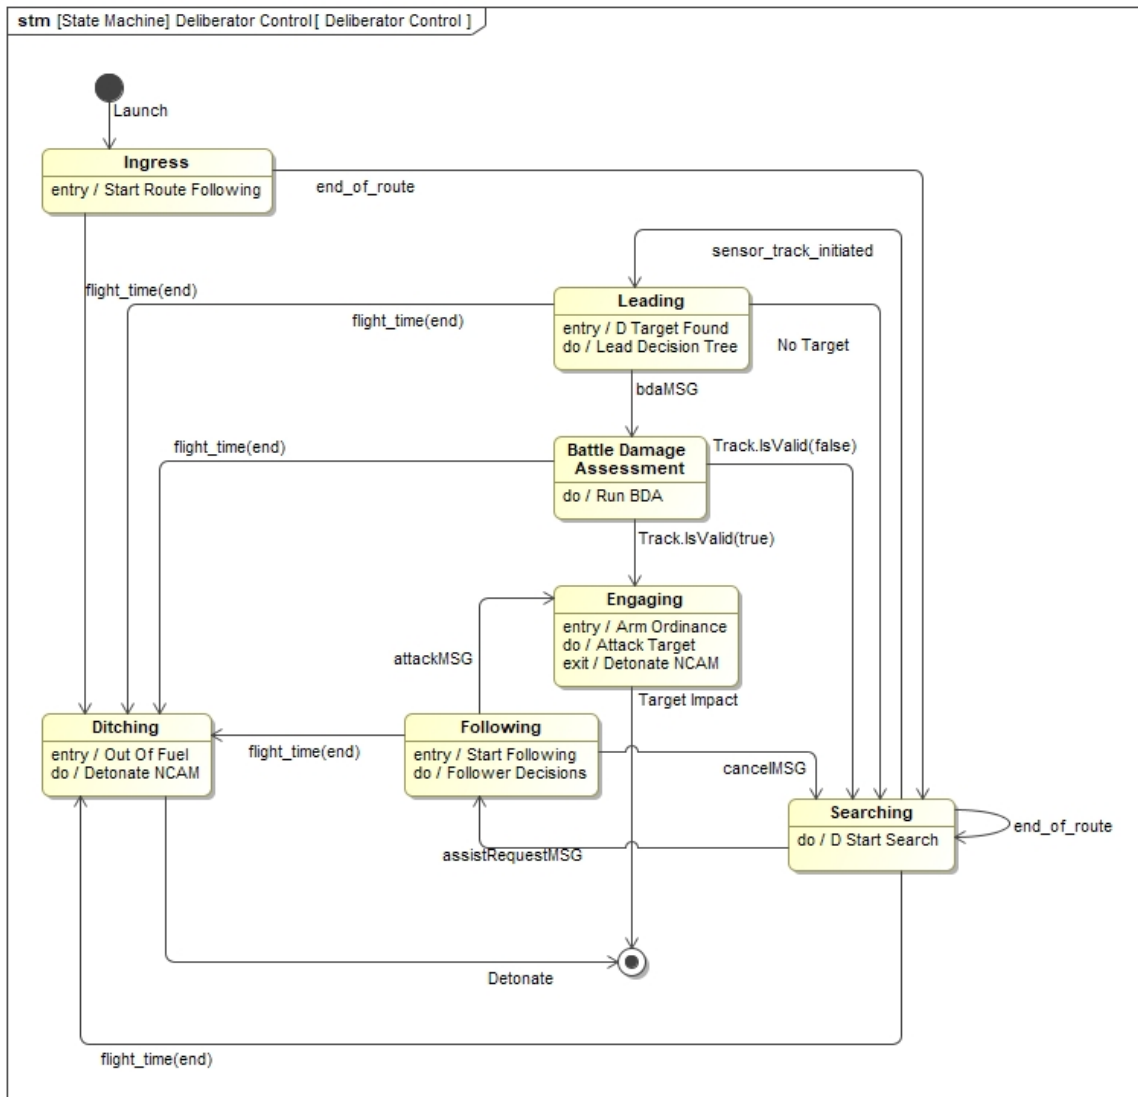 stm [State Machine] Deliberator Control[ Deliberator Control ]
Launch
Ingress
entry / Start Route Following
end_of_route
sensor_track_initiated
flight_time(end)
Leading
entry / D Target Found
do / Lead Decision Tree
flight_time(end)
No Target
bdaMSG
flight_time(end)
Battle Damage
Assessment
do / Run BDA
Track.IsValid(false)
Track.IsValid(true)
Engaging
entry / Arm Ordinance
do / Attack Target
exit / Detonate NCAM
attackMSG
Target Impact
Ditching
entry / Out Of Fuel
do / Detonate NCAM
flight_time(end)
Following
entry / Start Following
do / Follower Decisions
cancelMSG
Searching
do / D Start Search
end_of_route
assistRequestMSG
Detonate
flight_time(end)